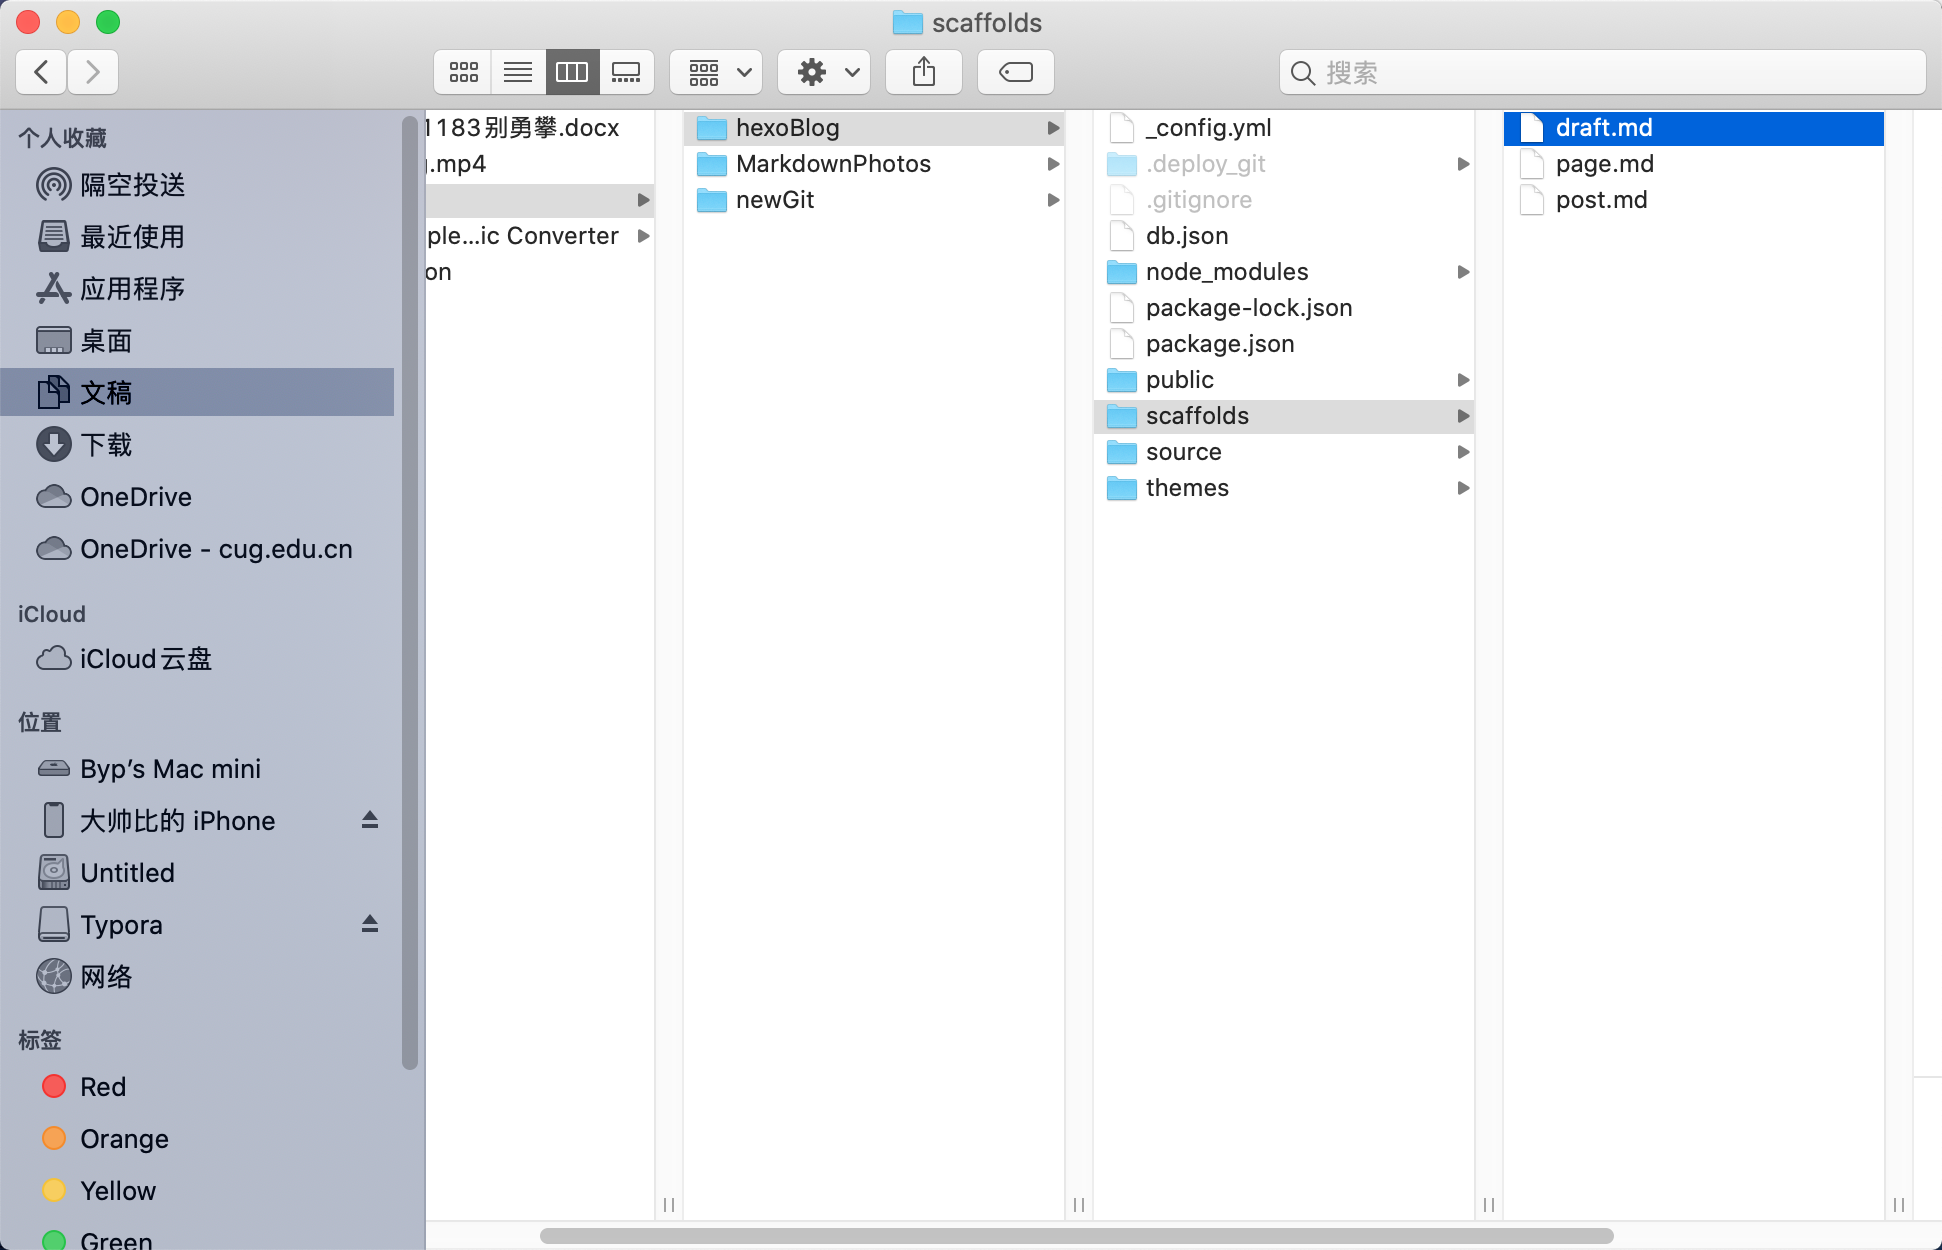 scaffolds
搜索
个人收藏
隔空投送
最近使用
应用程序
桌面
文稿
下载
OneDrive
OneDrive - cug.edu.cn
iCloud
iCloud云盘
位置
Byp’s Mac mini
大帅比的 iPhone
Untitled
Typora
网络
标签
Red
Orange
Yellow
Green
1183别勇攀.docx
.mp4
ple...ic Converter
on
hexoBlog
MarkdownPhotos
newGit
_config.yml
.deploy_git
.gitignore
db.json
node_modules
package-lock.json
package.json
public
scaffolds
source
themes
draft.md
page.md
post.md